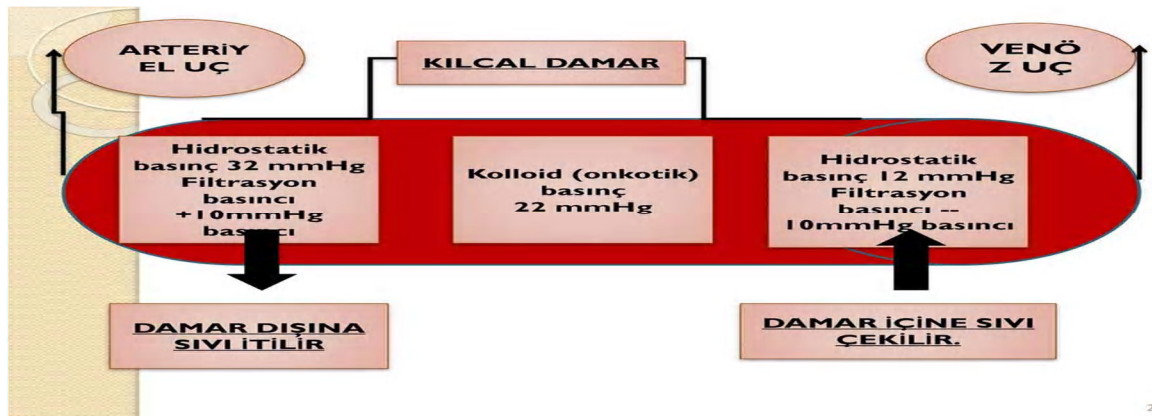 ARTERİY
EL UÇ
KILCAL DAMAR
VENÖ
Z UÇ
Hidrostatik
basınç 32 mmHg
Filtrasyon
basıncı
+10mmHg
basıncı
Kolloid (onkotik)
basınç
22 mmHg
Hidrostatik
basınç 12 mmHg
Filtrasyon
basıncı --
10mmHg basıncı
DAMAR DIŞINA
SIVI İTİLİR
DAMAR İÇİNE SIVI
ÇEKİLİR.